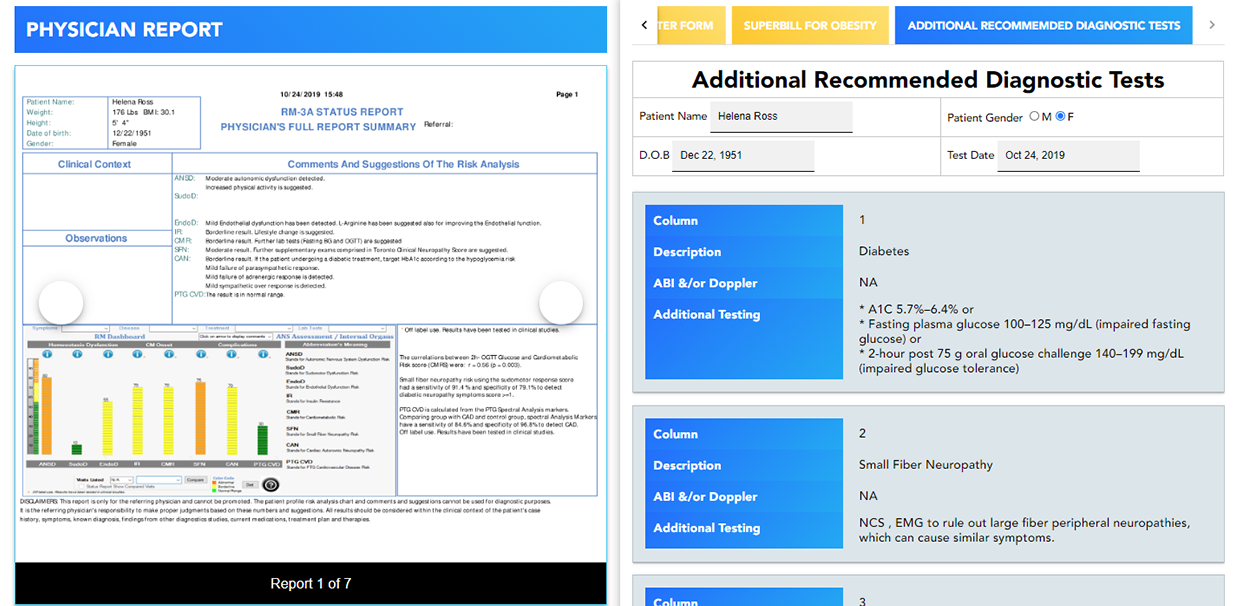 PHYSICIAN REPORT
10/24/2019 15:48
Page 1
Patient Name: Helena Ross
Weight: 176 Lbs BMI: 30.1
Height: 5' 4"
Date of birth: 12/22/1951
Gender: Female
RM-3A STATUS REPORT
PHYSICIAN'S FULL REPORT SUMMARY
Referral:
Clinical Context
Observations
Comments And Suggestions Of The Risk Analysis
ANSD: Moderate autonomic dysfunction detected.
Increased physical activity is suggested.
SudoD:
EndoD: Mild Endothelial dysfunction has been detected. L-Arginine has been suggested also for improving the Endothelial function.
IR: Borderline result. Lifestyle change is suggested.
CMR: Borderline result. Further lab tests (Fasting BG and OGTT) are suggested
SFN: Moderate result. Further supplementary exams comprised in Toronto Clinical Neuropathy Score are suggested.
CAN: Borderline result. If the patient undergoing a diabetic treatment, target HbA1c according to the hypoglycemia risk
Mild failure of parasympathetic response.
Mild failure of adrenergic response is detected.
Mild sympathetic over response is detected.
PTG CVD: The result is in normal range.
Symptoms Disease Treatment Lab Tests
RM Dashboard
Click on arrow to display comments
ANS Assessment / Internal Organs
Homeostasis Dysfunction CM Onset Complications
Abbreviation's Meaning
ANSD
Stands for Autonomic Nervous System Dysfunction Risk
SudoD
Stands for Sudomotor Dysfunction Risk
EndoD
Stands for Endothelial Dysfunction Risk
IR
Stands for Insulin Resistance
CMR
Stands for Cardiometabolic Risk
SFN
Stands for Small Fiber Neuropathy Risk
CAN
Stands for Cardiac Autonomic Neuropathy Risk
PTG CVD
Stands for PTG Cardiovascular Disease Risk
ANSD SudoD EndoD IR CMR SFN CAN PTG CVD
Visits Listed N/A Compare
Color Code
Abnormal
Borderline
Normal Range
Off label use. Results have been tested in clinical studies.
The correlations between 2h- OGTT Glucose and Cardiometabolic
Risk score (CMRS) were: r = 0.56 (p = 0.003).
Small fiber neuropathy risk using the sudomotor response score
had a sensitivity of 91.4 % and specificity of 79.1% to detect
diabetic neuropathy symptoms score >=1.
PTG CVD is calculated from the PTG Spectral Analysis markers.
Comparing group with CAD and control group, spectral Analysis Markers
have a sensitivity of 84.6% and specificity of 96.8% to detect CAD.
Off label use. Results have been tested in clinical studies.
DISCLAIMERS: This report is only for the referring physician and cannot be promoted. The patient profile risk analysis chart and comments and suggestions cannot be used for diagnostic purposes.
It is the referring physician's responsibility to make proper judgments based on these numbers and suggestions. All results should be considered within the clinical context of the patient's case
history, symptoms, known diagnosis, findings from other diagnostics studies, current medications, treatment plan and therapies.
Report 1 of 7
TER FORM
SUPERBILL FOR OBESITY
ADDITIONAL RECOMMEMDED DIAGNOSTIC TESTS
Additional Recommended Diagnostic Tests
Patient Name Helena Ross
Patient Gender M F
D.O.B Dec 22, 1951
Test Date Oct 24, 2019
Column 1
Description Diabetes
ABI &/or Doppler NA
Additional Testing * A1C 5.7%–6.4% or
* Fasting plasma glucose 100–125 mg/dL (impaired fasting
glucose) or
* 2-hour post 75 g oral glucose challenge 140–199 mg/dL
(impaired glucose tolerance)
Column 2
Description Small Fiber Neuropathy
ABI &/or Doppler NA
Additional Testing NCS , EMG to rule out large fiber peripheral neuropathies,
which can cause similar symptoms.
Column 3